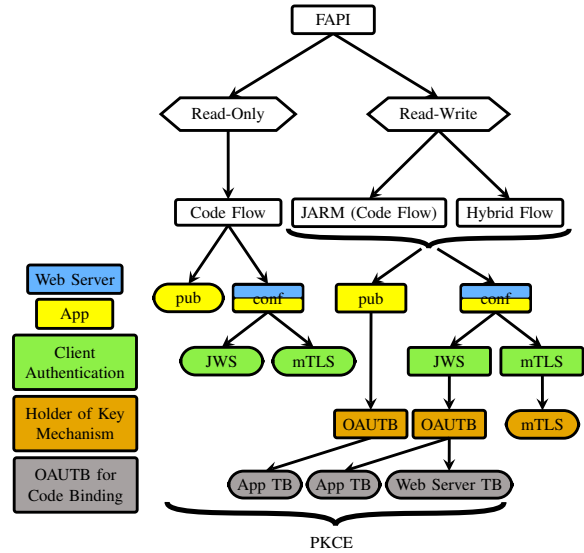 FAPI
Read-Only
Read-Write
Code Flow
JARM (Code Flow)
Hybrid Flow
Web Server
App
Client
Authentication
Holder of Key
Mechanism
OAUTB for
Code Binding
pub
conf
pub
conf
JWS
mTLS
JWS
mTLS
OAUTB
OAUTB
mTLS
App TB
App TB
Web Server TB
PKCE